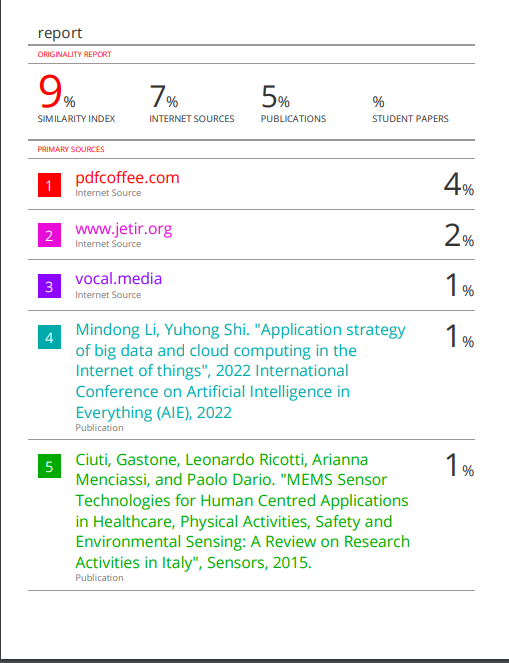 report
ORIGINALITY REPORT
9% 7% 5% %
SIMILARITY INDEX INTERNET SOURCES PUBLICATIONS STUDENT PAPERS
PRIMARY SOURCES
1 pdfcoffee.com 4%
Internet Source
2 www.jetir.org 2%
Internet Source
3 vocal.media 1%
Internet Source
4 Mindong Li, Yuhong Shi. "Application strategy 1%
of big data and cloud computing in the
Internet of things", 2022 International
Conference on Artificial Intelligence in
Everything (AIE), 2022
Publication
5 Ciuti, Gastone, Leonardo Ricotti, Arianna 1%
Menciassi, and Paolo Dario. "MEMS Sensor
Technologies for Human Centred Applications
in Healthcare, Physical Activities, Safety and
Environmental Sensing: A Review on Research
Activities in Italy", Sensors, 2015.
Publication